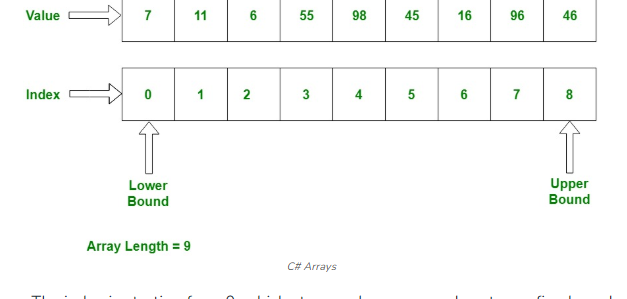 Value 7 11 6 55 98 45 16 96 46
Index 0 1 2 3 4 5 6 7 8
Lower Bound
Upper Bound
Array Length = 9
C# Arrays